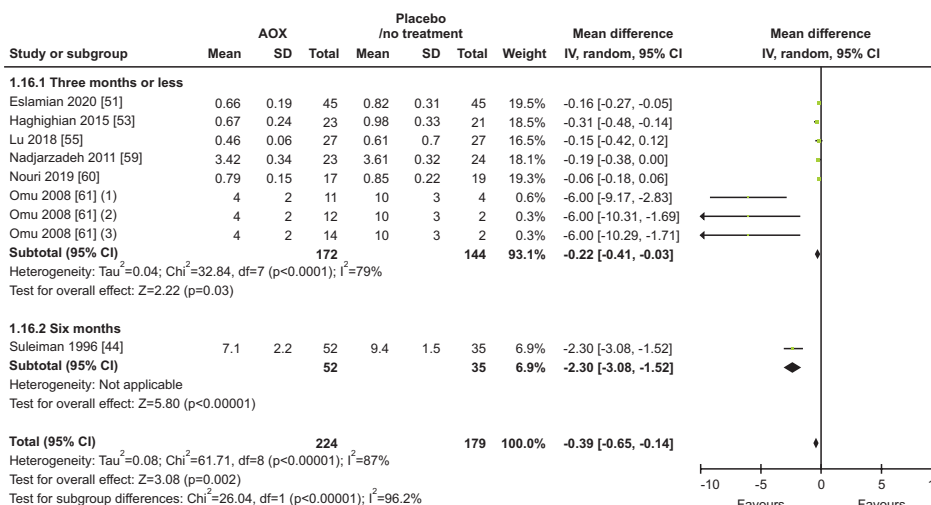 AOX Placebo /no treatment Mean difference Mean difference
Study or subgroup Mean SD Total Mean SD Total Weight IV, random, 95% CI IV, random, 95% CI
1.16.1 Three months or less
Eslamian 2020 [51] 0.66 0.19 45 0.82 0.31 45 19.5% -0.16 [-0.27, -0.05]
Haghighian 2015 [53] 0.67 0.24 23 0.98 0.33 21 18.5% -0.31 [-0.48, -0.14]
Lu 2018 [55] 0.46 0.06 27 0.61 0.7 27 16.5% -0.15 [-0.42, 0.12]
Nadjarzadeh 2011 [59] 3.42 0.34 23 3.61 0.32 24 18.1% -0.19 [-0.38, 0.00]
Nouri 2019 [60] 0.79 0.15 17 0.85 0.22 19 19.3% -0.06 [-0.18, 0.06]
Omu 2008 [61] (1) 4 2 11 10 3 4 0.6% -6.00 [-9.17, -2.83]
Omu 2008 [61] (2) 4 2 12 10 3 2 0.3% -6.00 [-10.31, -1.69]
Omu 2008 [61] (3) 4 2 14 10 3 2 0.3% -6.00 [-10.29, -1.71]
Subtotal (95% CI) 172 144 93.1% -0.22 [-0.41, -0.03]
Heterogeneity: Tau²=0.04; Chi²=32.84, df=7 (p<0.0001); I²=79%
Test for overall effect: Z=2.22 (p=0.03)
1.16.2 Six months
Suleiman 1996 [44] 7.1 2.2 52 9.4 1.5 35 6.9% -2.30 [-3.08, -1.52]
Subtotal (95% CI) 52 35 6.9% -2.30 [-3.08, -1.52]
Heterogeneity: Not applicable
Test for overall effect: Z=5.80 (p<0.00001)
Total (95% CI) 224 179 100.0% -0.39 [-0.65, -0.14]
Heterogeneity: Tau²=0.08; Chi²=61.71, df=8 (p<0.00001); I²=87%
Test for overall effect: Z=3.08 (p=0.002)
Test for subgroup differences: Chi²=26.04, df=1 (p<0.00001); I²=96.2%
-10 -5 0 5
Favours Favours